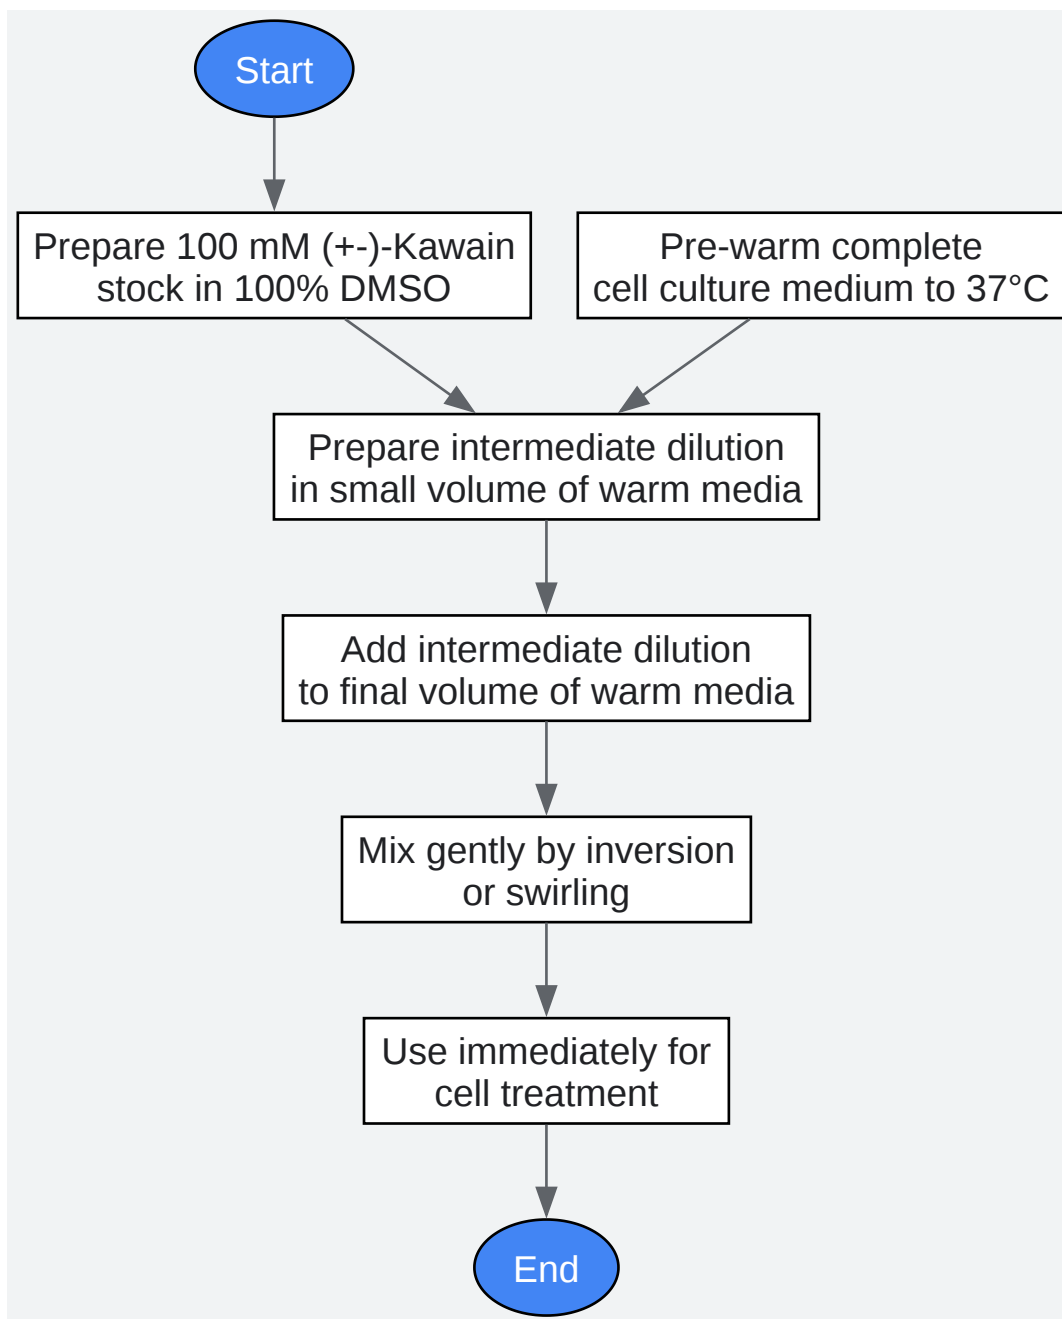 Start
Prepare 100 mM (+-)-Kawain
stock in 100% DMSO
Pre-warm complete
cell culture medium to 37°C
Prepare intermediate dilution
in small volume of warm media
Add intermediate dilution
to final volume of warm media
Mix gently by inversion
or swirling
Use immediately for
cell treatment
End